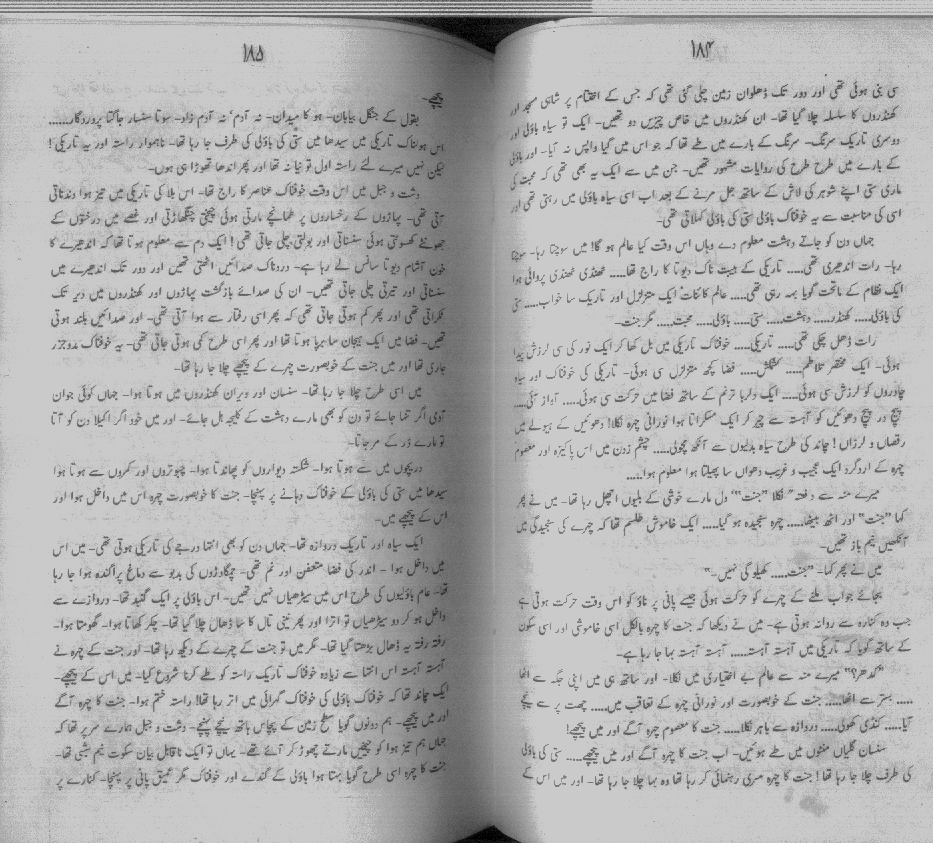 ۱۸۴
سی بنی ہوئی تھی اور دور تک ڈھلوان زمین چلی گئی تھی کہ جس کے اختتام پر شاہی مسجد اور
کھنڈروں کا سلسلہ چلا گیا تھا۔ ان کھنڈروں میں خاص چیزیں دو تھیں۔ ایک تو سیاہ باؤلی اور
دوسری تاریک سرنگ۔ سرنگ کے بارے میں طے تھا کہ جو اس میں گیا واپس نہ آیا۔ اور باؤلی
کے بارے میں طرح طرح کی روایات مشہور تھیں۔ جن میں سے ایک یہ بھی تھی کہ محبت کی
ماری ستی اپنے شوہر کی لاش کے ساتھ جل مرنے کے بعد اب اسی سیاہ باؤلی میں رہتی تھی اور
اسی کی مناسبت سے یہ خوفناک باؤلی ستی کی باؤلی کہلاتی تھی۔
جہاں دن کو جاتے دہشت معلوم دے وہاں اس وقت کیا عالم ہو گا! میں سوچتا رہا۔ سوچتا
رہا۔ رات اندھیری تھی..... تاریکی کے ہیبت ناک دیوتا کا راج تھا..... ٹھنڈی ٹھنڈی پروائی ہوا
ایک نظام کے ماتحت گویا بہہ رہی تھی..... عالم کائنات ایک متزلزل اور تاریک سا خواب..... ستی
کی باؤلی..... کھنڈر..... دہشت..... ستی..... باؤلی..... محبت..... مگر جنت۔
رات ڈھل چکی تھی..... تاریکی..... خوفناک تاریکی میں بل کھا کر ایک نور کی سی لرزش پیدا
ہوئی۔ ایک مختصر تلاطم..... کشمکش..... فضا کچھ متزلزل سی ہوئی۔ تاریکی کی خوفناک اور سیاہ
چادروں کو لرزش سی ہوئی..... ایک دلربا ترنم کے ساتھ فضا میں حرکت سی ہوئی..... آواز آئی.....
پیچ در پیچ دھوئیں کو آہستہ سے چیر کر ایک مسکراتا ہوا نورانی چہرہ نکلا! دھوئیں کے ہیولے میں
رقصاں و لرزاں! چاند کی طرح سیاہ بدلیوں سے آنکھ مچولی..... چشم زدن میں اس پاکیزہ اور معصوم
چہرہ کے اردگرد ایک عجیب و غریب دھواں سا پھیلتا ہوا معلوم ہوا.....
میرے منہ سے دفعتہ" نکلا "جنت"' دل مارے خوشی کے بلیوں اچھل رہا تھا۔ میں نے پھر
کہا "جنت" اور اٹھ بیٹھا..... چہرہ سنجیدہ ہو گیا..... ایک خاموش طلسم تھا کہ چہرے کی سنجیدگی میں
آنکھیں نیم باز تھیں۔
میں نے پھر کہا۔ "جنت..... کھیلو گی نہیں۔"
بجائے جواب ملنے کے چہرے کو حرکت ہوئی جیسے پانی پر ناؤ کو اس وقت حرکت ہوتی ہے
جب وہ کنارہ سے روانہ ہوتی ہے۔ میں نے دیکھا کہ جنت کا چہرہ بالکل اسی خاموشی اور اسی سکون
کے ساتھ گویا کہ تاریکی میں آہستہ آہستہ..... آہستہ آہستہ بہا جا رہا ہے۔
"کدھر؟" میرے منہ سے عالم بے اختیاری میں نکلا۔ اور ساتھ ہی میں اپنی جگہ سے اٹھا
..... بستر سے اٹھا..... جنت کے خوبصورت اور نورانی چہرہ کے تعاقب میں..... چھت پر سے نیچے
آیا..... کنڈی کھولی..... دروازہ سے باہر نکلا..... جنت کا معصوم چہرہ آگے اور میں پیچھے!
سنسان گلیاں منٹوں میں طے ہوئیں۔ اب جنت کا چہرہ آگے اور میں پیچھے..... ستی کی باؤلی
کی طرف چلا جا رہا تھا! جنت کا چہرہ میری رہنمائی کر رہا تھا وہ بہا چلا جا رہا تھا۔ اور میں اس کے
۱۸۵
پیچھے۔
بقول کے جنگل بیابان۔ ہو کا میدان۔ نہ آدم' نہ آدم زاد۔ سوتا سنسار جاگتا پروردگار......
اس ہولناک تاریکی میں سیدھا میں ستی کی باؤلی کی طرف جا رہا تھا۔ ناہموار راستہ اور یہ تاریکی!
لیکن نہیں میرے لئے راستہ اول تو نیا نہ تھا اور پھر اندھا تھوڑا ہی ہوں۔
دشت و جبل میں اس وقت خوفناک عناصر کا راج تھا۔ اس بلا کی تاریکی میں تیز ہوا دندناتی
آتی تھی۔ پہاڑوں کے رخساروں پر طمانچے مارتی ہوئی چیختی چنگھاڑتی اور غصے میں درختوں کے
جھونٹے کھسوٹتی ہوئی سنسناتی اور بولتی چلی جاتی تھی! ایک دم سے معلوم ہوتا تھا کہ اندھیرے کا
خون آشام دیوتا سانس لے رہا ہے۔ دردناک صدائیں اٹھتی تھیں اور دور تک اندھیرے میں
سنسناتی اور تیرتی چلی جاتی تھیں۔ ان کی صدائے بازگشت پہاڑوں اور کھنڈروں میں دیر تک
ٹکراتی تھی اور پھر گم ہوتی جاتی تھی کہ پھر اسی رفتار سے ہوا آتی تھی۔ اور صدائیں بلند ہوتی
تھیں۔ فضا میں ایک ہیجان سا برپا ہوتا تھا اور پھر اسی طرح کمی ہوتی جاتی تھی۔ یہ خوفناک مدوجزر
جاری تھا اور میں جنت کے خوبصورت چہرے کے پیچھے چلا جا رہا تھا۔
میں اسی طرح چلا جا رہا تھا۔ سنسان اور ویران کھنڈروں میں ہوتا ہوا۔ جہاں کوئی جوان
آدمی اگر تنہا جائے تو دن کو بھی مارے دہشت کے کلیجہ ہل جائے۔ اور میں خود اگر اکیلا دن کو آتا
تو مارے ڈر کے مر جاتا۔
دریچوں میں سے ہوتا ہوا۔ شکستہ دیواروں کو پھاندتا ہوا۔ چبوتروں اور کمروں سے ہوتا ہوا
سیدھا میں ستی کی باؤلی کے خوفناک دہانے پر پہنچا۔ جنت کا خوبصورت چہرہ اس میں داخل ہوا اور
اس کے پیچھے میں۔
ایک سیاہ اور تاریک دروازہ تھا۔ جہاں دن کو بھی انتہا درجے کی تاریکی ہوتی تھی۔ میں اس
میں داخل ہوا ۔ اندر کی فضا متعفن اور نم تھی۔ چمگادڑوں کی بدبو سے دماغ پراگندہ ہوا جا رہا
تھا۔ عام باؤلیوں کی طرح اس میں سیڑھیاں نہیں تھیں۔ اس باؤلی پر ایک گنبد تھا۔ دروازے سے
داخل ہو کر دو سیڑھیاں تو اترا اور پھر نیچی تال کا سا ڈھال چلا گیا تھا۔ چکر کھاتا ہوا۔ گھومتا ہوا۔
رفتہ رفتہ یہ ڈھال بڑھتا گیا تھا۔ مگر میں تو جنت کے چہرے کے دیکھ رہا تھا۔ اور جنت کے چہرہ نے
آہستہ آہستہ اس انتہا سے زیادہ خوفناک تاریک راستہ کو طے کرنا شروع کیا۔ میں اس کے پیچھے۔
ایک چاند تھا کہ خوفناک باؤلی کی خوفناک گہرائی میں اتر رہا تھا! راستہ ختم ہوا۔ جنت کا چہرہ آگے
اور میں پیچھے۔ ہم دونوں گویا سطح زمین کے پچاس ہاتھ نیچے پہنچے۔ دشت و جبل ہمارے سر پر تھا کہ
جہاں ہم تیز ہوا کو چیخیں مارتے چھوڑ کر آئے تھے۔ یہاں تو ایک ناقابل بیان سکوت نیم شبی تھا۔
جنت کا چہرہ اسی طرح گویا بہتا ہوا باؤلی کے گندے اور خوفناک مگر عمیق پانی پر پہنچا۔ کنارے پر